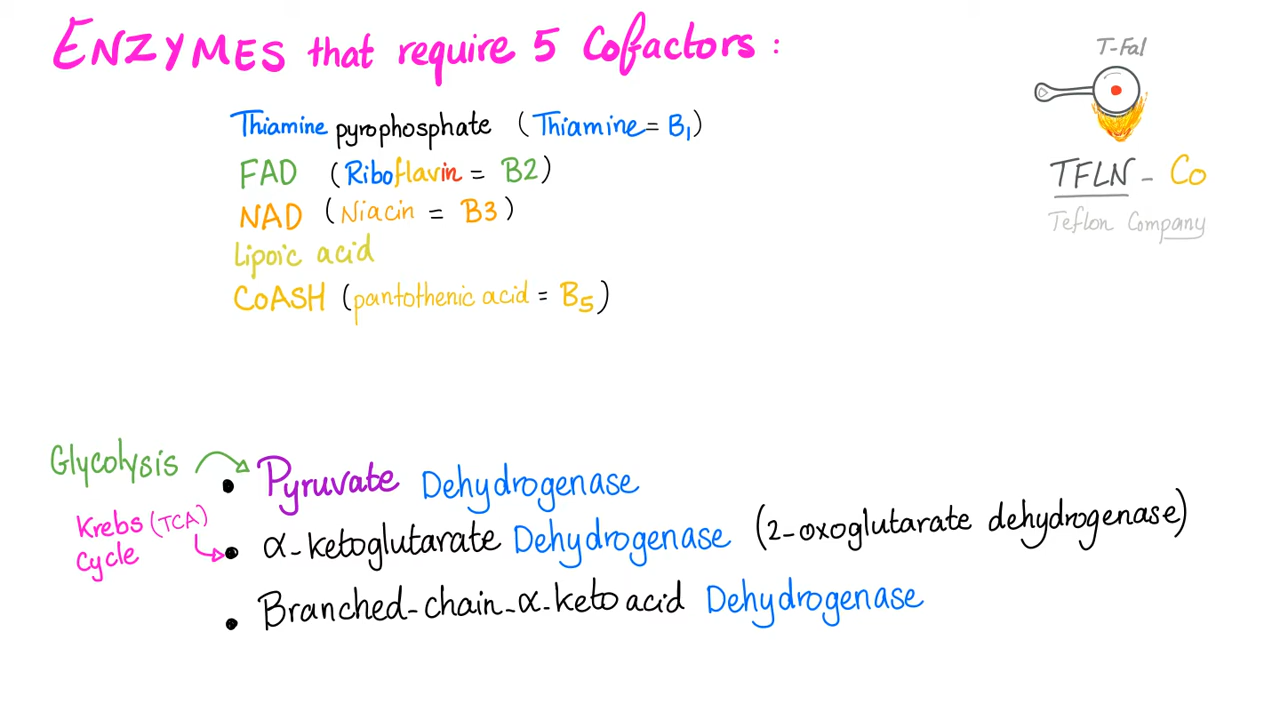 ENZYMES that require 5 Cofactors :
T-Fal
Thiamine pyrophosphate (Thiamine = B1)
FAD (Riboflavin = B2)
NAD (Niacin = B3)
Lipoic acid
CoASH (pantothenic acid = B5)
TFLN - Co
Teflon Company
Glycolysis
• Pyruvate Dehydrogenase
Krebs (TCA)
Cycle
• α-ketoglutarate Dehydrogenase (2-oxoglutarate dehydrogenase)
• Branched-chain-α-keto acid Dehydrogenase